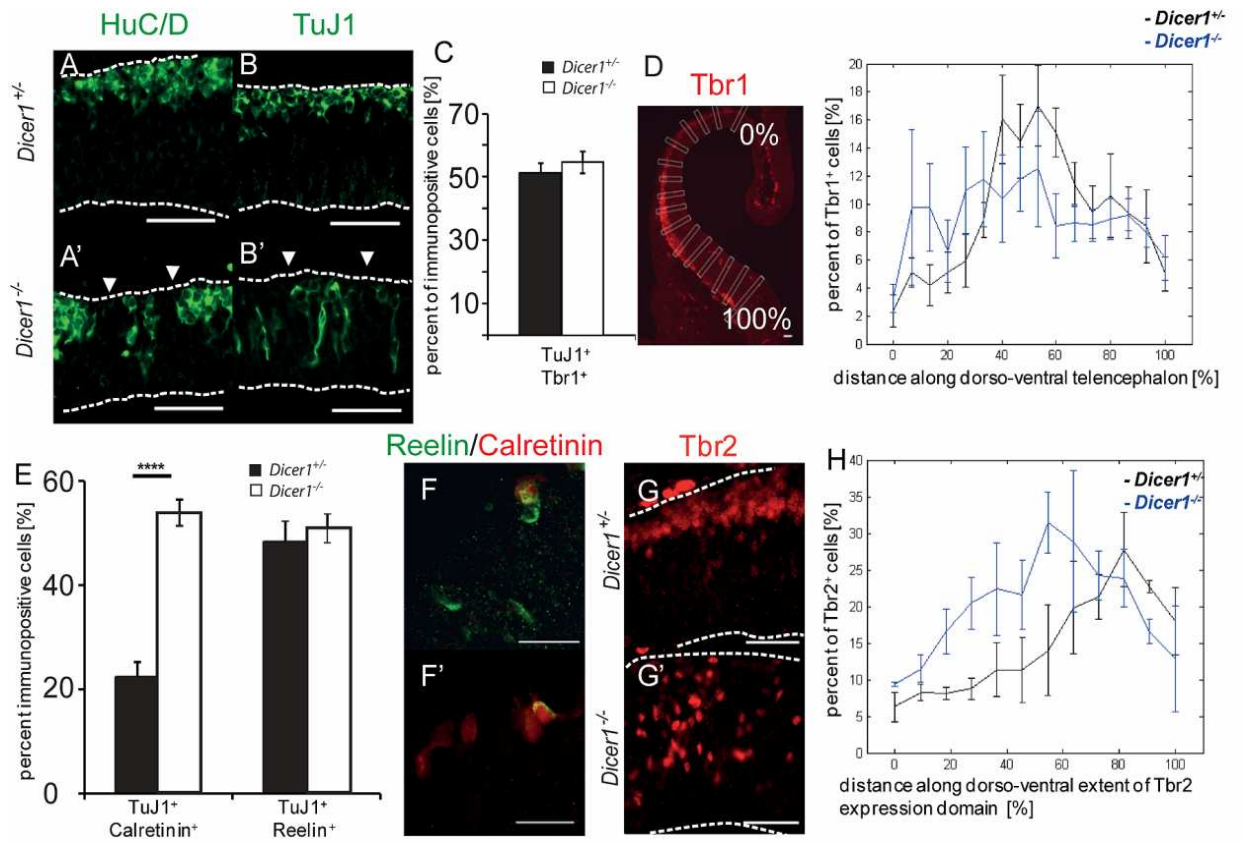 HuC/D
TuJ1
A
B
Dicer1+/-
A'
B'
Dicer1-/-
C
Dicer1+/-
Dicer1-/-
percent of immunopositive cells [%]
70
50
30
10
TuJ1+
Tbr1+
D
Tbr1
0%
100%
- Dicer1+/-
- Dicer1-/-
percent of Tbr1+ cells [%]
20
18
16
14
12
10
8
6
4
2
0
0 20 40 60 80 100
distance along dorso-ventral telencephalon [%]
E
Dicer1+/-
Dicer1-/-
percent immunopositive cells [%]
60
40
20
0
****
TuJ1+
Calretinin+
TuJ1+
Reelin+
Reelin/Calretinin
F
F'
Tbr2
G
Dicer1+/-
G'
Dicer1-/-
H
- Dicer1+/-
- Dicer1-/-
percent of Tbr2+ cells [%]
40
35
30
25
20
15
10
5
0
0 20 40 60 80 100
distance along dorso-ventral extent of Tbr2
expression domain [%]